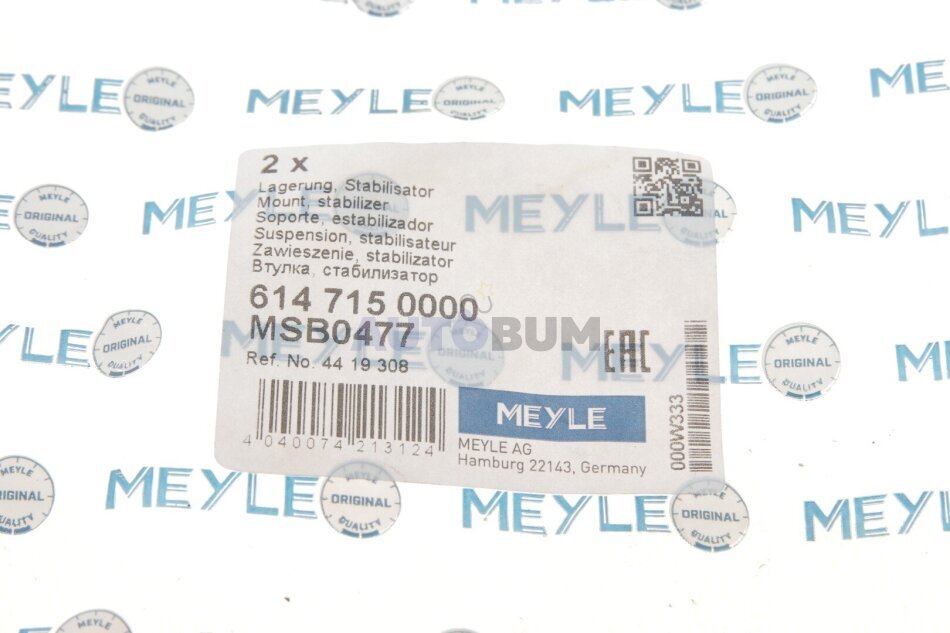 2 x
Lagerung, Stabilisator
Mount, stabilizer
Soporte, estabilizador
Suspension, stabilisateur
Zawieszenie, stabilizator
Втулка, стабилизатор
614 715 0000
MSB0477
Ref. No. 44 19 308
4 040074 213124
MEYLE
MEYLE AG
Hamburg 22143, Germany
EAC
000W333
AUTOBUM
MEYLE
MEYLE ORIGINAL QUALITY